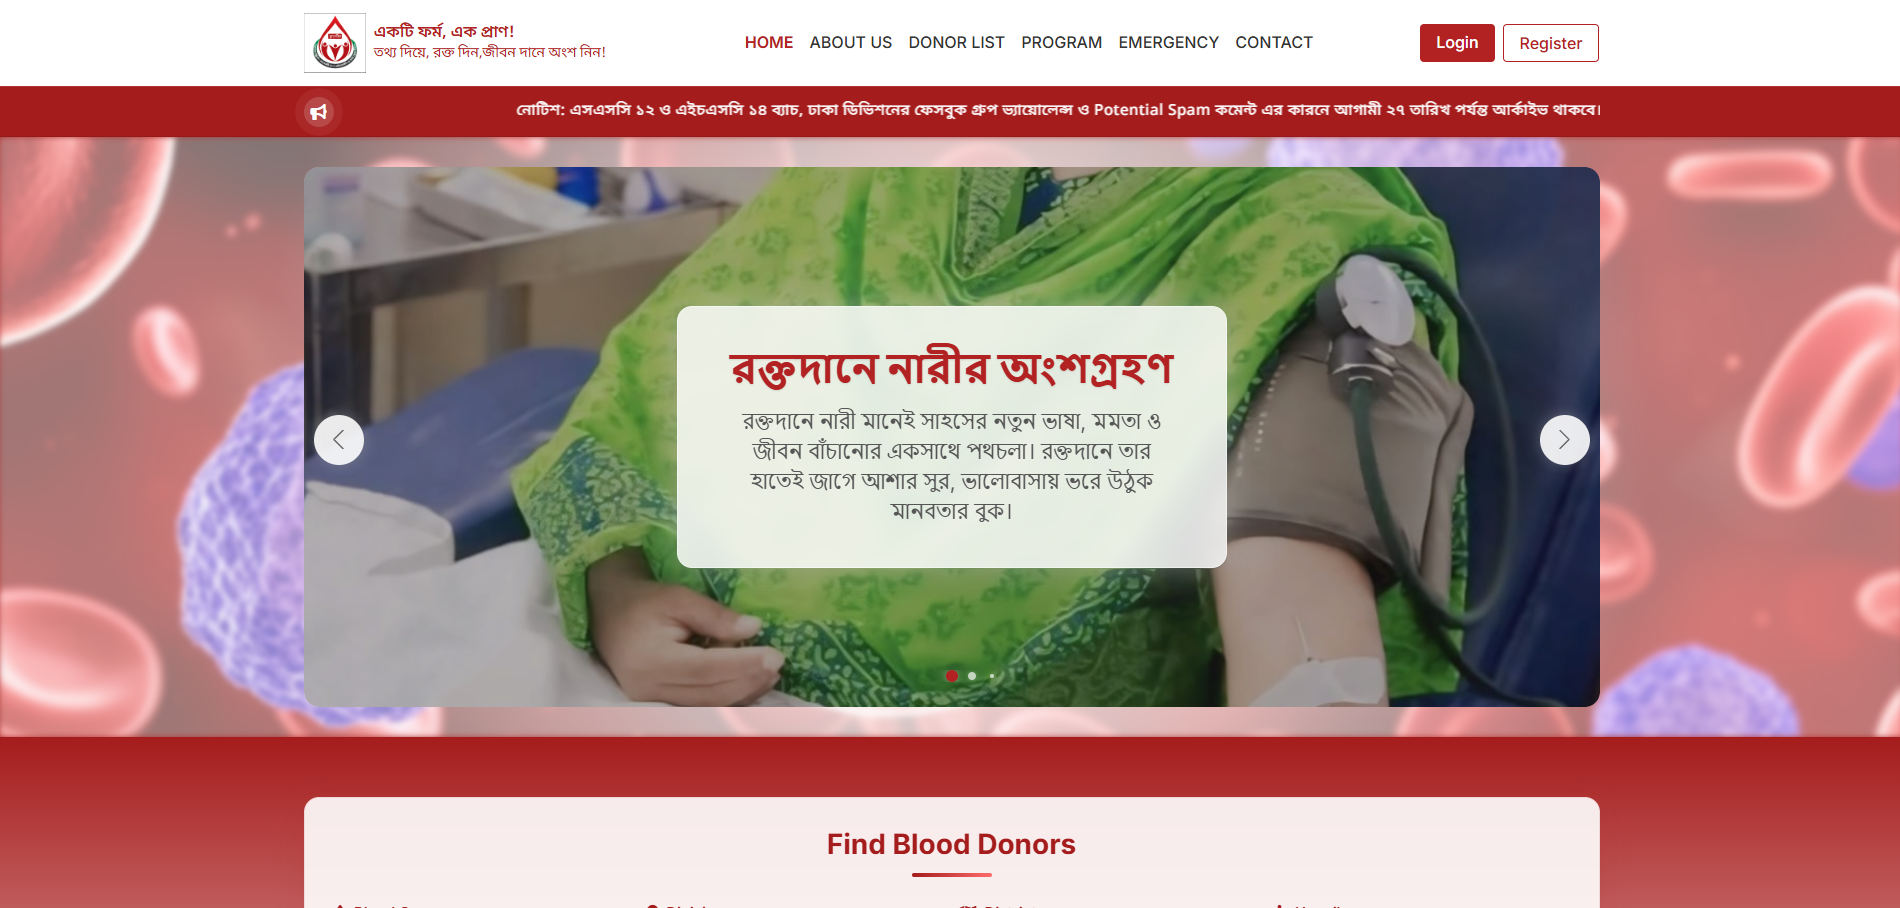 একটি ফর্ম, এক প্রাণ!
তথ্য দিয়ে, রক্ত দিন,জীবন দানে অংশ নিন!
HOME ABOUT US DONOR LIST PROGRAM EMERGENCY CONTACT
Login Register
নোটিশ: এসএসসি ১২ ও এইচএসসি ১৪ ব্যাচ, ঢাকা ডিভিশনের ফেসবুক গ্রুপ ভ্যায়োলেন্স ও Potential Spam কমেন্ট এর কারনে আগামী ২৭ তারিখ পর্যন্ত আর্কাইভ থাকবে।
রক্তদানে নারীর অংশগ্রহণ
রক্তদানে নারী মানেই সাহসের নতুন ভাষা, মমতা ও
জীবন বাঁচানোর একসাথে পথচলা। রক্তদানে তার
হাতেই জাগে আশার সুর, ভালোবাসায় ভরে উঠুক
মানবতার বুক।
Find Blood Donors